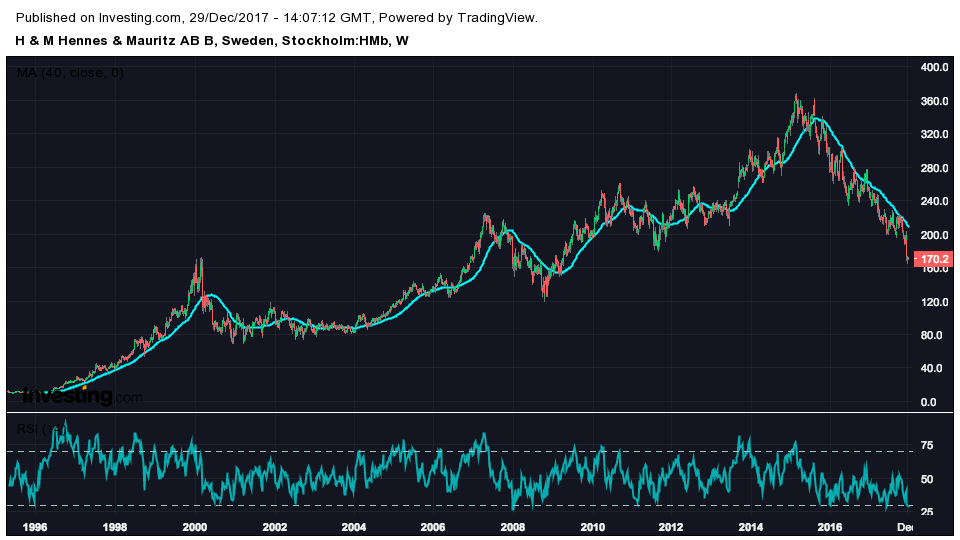 Published on Investing.com, 29/Dec/2017 - 14:07:12 GMT, Powered by TradingView.
H & M Hennes & Mauritz AB B, Sweden, Stockholm:HMb, W
MA (40, close, 0)
400.0
360.0
320.0
280.0
240.0
200.0
170.2
160.0
120.0
80.0
40.0
0.0
Investing.com
RSI (14)
75
50
25
1996 1998 2000 2002 2004 2006 2008 2010 2012 2014 2016 Dec